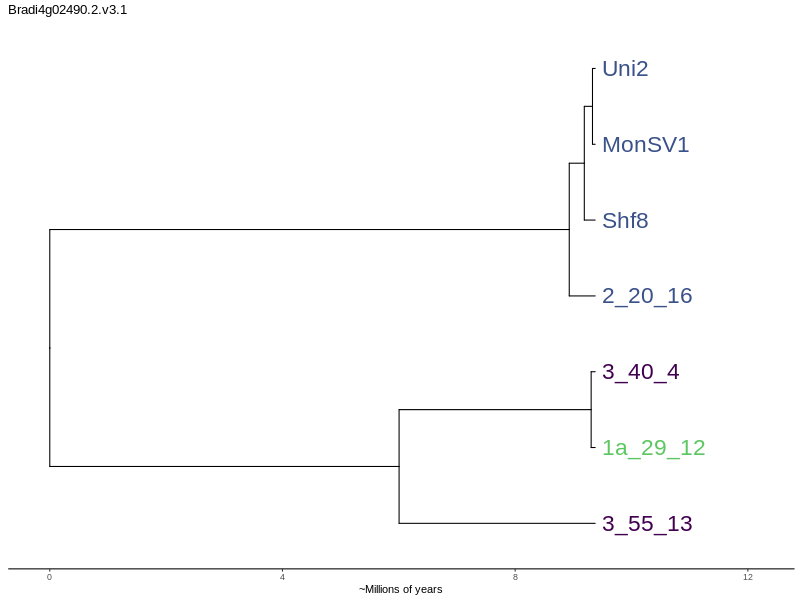 Bradi4g02490.2.v3.1
Uni2
MonSV1
Shf8
2_20_16
3_40_4
1a_29_12
3_55_13
0 4 8 12
~Millions of years